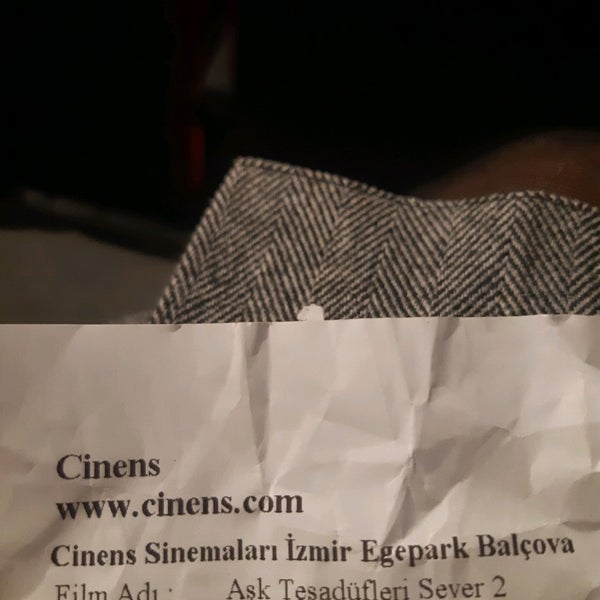 Cinens
www.cinens.com
Cinens Sinemaları İzmir Egepark Balçova
Film Adı : Aşk Tesadüfleri Sever 2